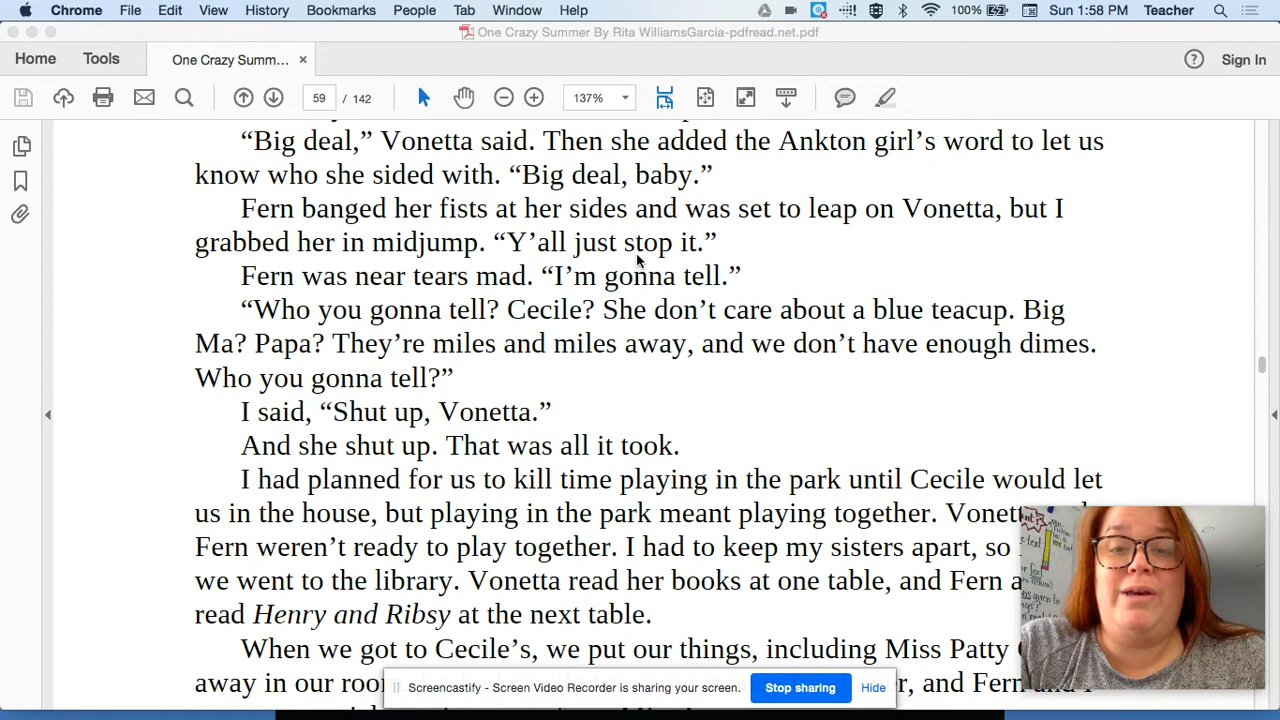 Chrome File Edit View History Bookmarks People Tab Window Help 100% Sun 1:58 PM Teacher
One Crazy Summer By Rita WilliamsGarcia-pdfread.net.pdf
Home Tools One Crazy Summ... × Sign In
59 / 142 137%
“Big deal,” Vonetta said. Then she added the Ankton girl’s word to let us
know who she sided with. “Big deal, baby.”
Fern banged her fists at her sides and was set to leap on Vonetta, but I
grabbed her in midjump. “Y’all just stop it.”
Fern was near tears mad. “I’m gonna tell.”
“Who you gonna tell? Cecile? She don’t care about a blue teacup. Big
Ma? Papa? They’re miles and miles away, and we don’t have enough dimes.
Who you gonna tell?”
I said, “Shut up, Vonetta.”
And she shut up. That was all it took.
I had planned for us to kill time playing in the park until Cecile would let
us in the house, but playing in the park meant playing together.
Fern weren’t ready to play together. I had to keep my sisters apart, so
we went to the library. Vonetta read her books at one table, and Fern
read Henry and Ribsy at the next table.
When we got to Cecile’s, we put our things, including Miss Patty
away in our and Fern
Screencastify - Screen Video Recorder is sharing your screen. Stop sharing Hide